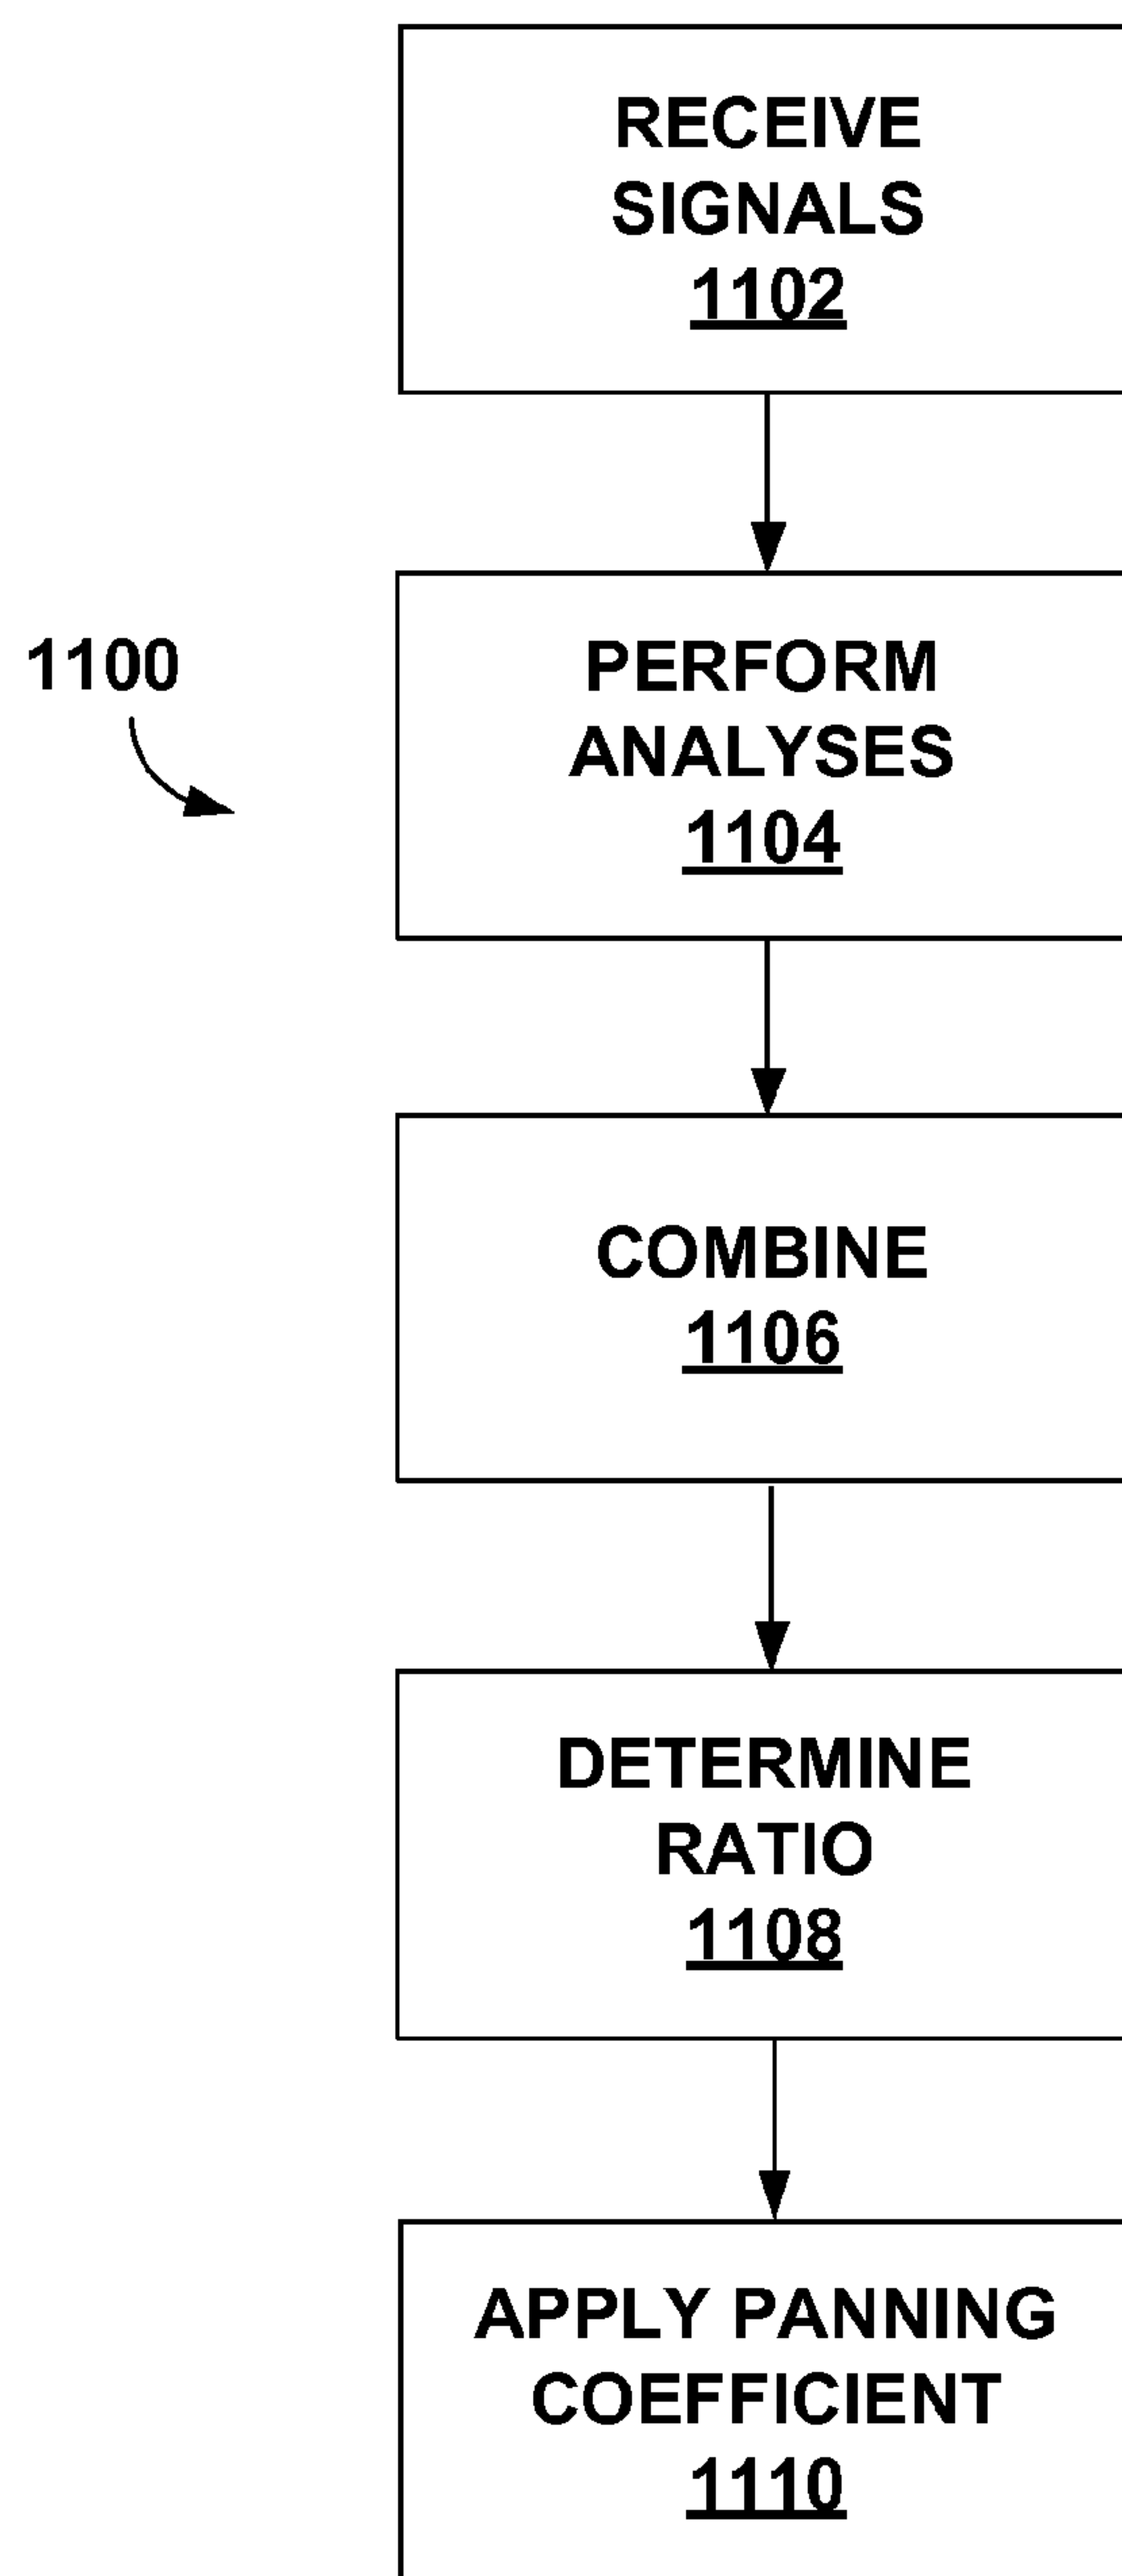 RECEIVE
SIGNALS
1102
1100
PERFORM
ANALYSES
1104
COMBINE
1106
DETERMINE
RATIO
1108
APPLY PANNING
COEFFICIENT
1110